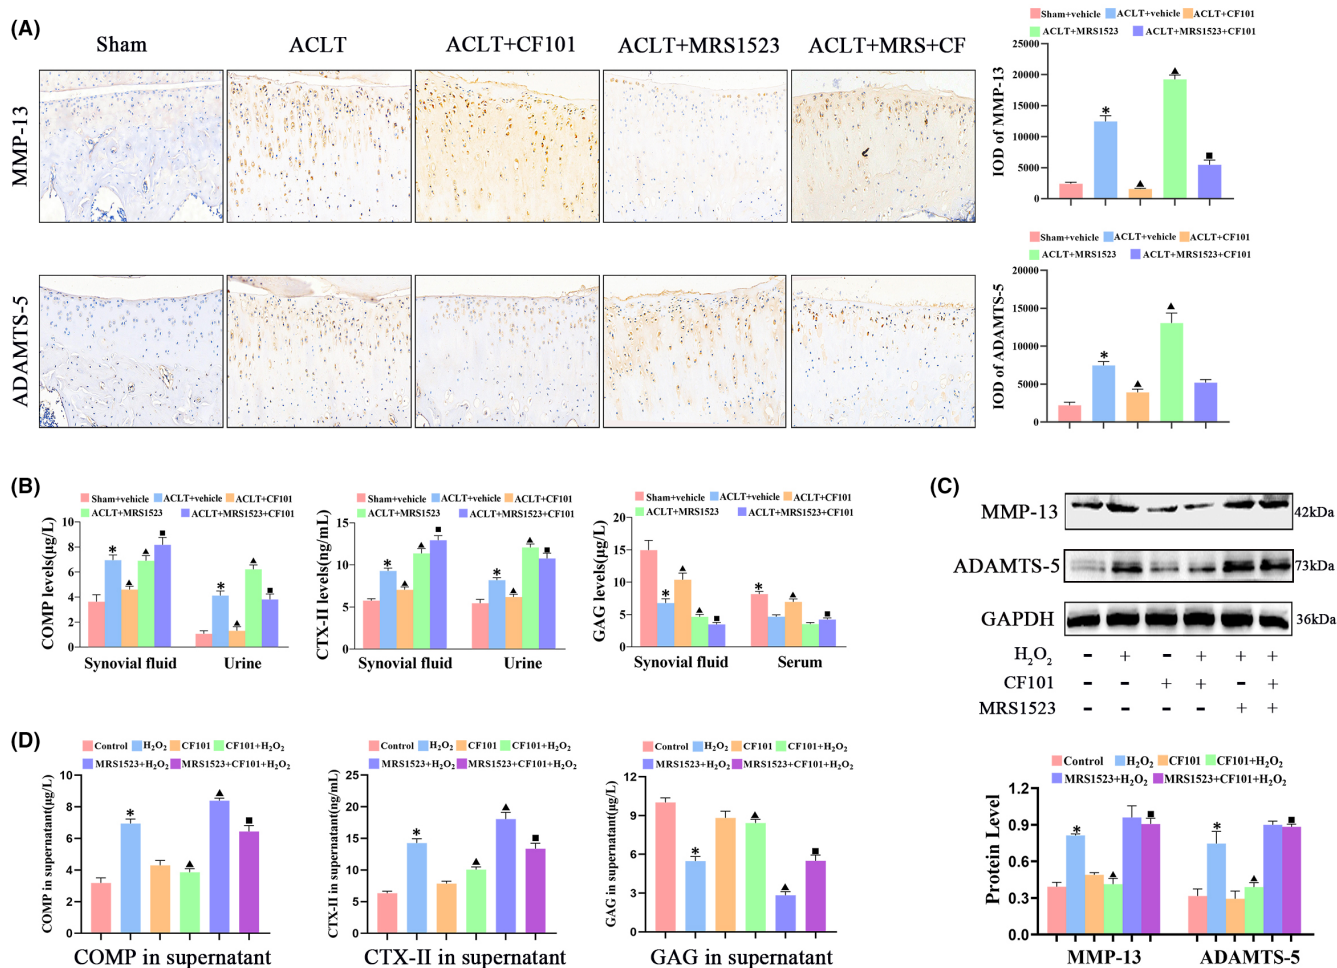 (A)
Sham
ACLT
ACLT+CF101
ACLT+MRS1523
ACLT+MRS+CF
MMP-13
ADAMTS-5
Sham+vehicle ACLT+vehicle ACLT+CF101
ACLT+MRS1523 ACLT+MRS1523+CF101
IOD of MMP-13
25000
20000
15000
10000
5000
0
*
Sham+vehicle ACLT+vehicle ACLT+CF101
ACLT+MRS1523 ACLT+MRS1523+CF101
IOD of ADAMTS-5
20000
15000
10000
5000
0
*
(B)
Sham+vehicle ACLT+vehicle ACLT+CF101
ACLT+MRS1523 ACLT+MRS1523+CF101
COMP levels(μg/L)
10
8
6
4
2
0
* *
Synovial fluid Urine
Sham+vehicle ACLT+vehicle ACLT+CF101
ACLT+MRS1523 ACLT+MRS1523+CF101
CTX-II levels(ng/mL)
15
10
5
0
* *
Synovial fluid Urine
Sham+vehicle ACLT+vehicle ACLT+CF101
ACLT+MRS1523 ACLT+MRS1523+CF101
GAG levels(μg/L)
20
15
10
5
0
* *
Synovial fluid Serum
(C)
MMP-13 42kDa
ADAMTS-5 73kDa
GAPDH 36kDa
H₂O₂ - + - + + +
CF101 - - + + - +
MRS1523 - - - - + +
Control H₂O₂ CF101 CF101+H₂O₂
MRS1523+H₂O₂ MRS1523+CF101+H₂O₂
Protein Level
1.2
0.9
0.6
0.3
0.0
* *
MMP-13 ADAMTS-5
(D)
Control H₂O₂ CF101 CF101+H₂O₂
MRS1523+H₂O₂ MRS1523+CF101+H₂O₂
COMP in supernatant(μg/L)
10
8
6
4
2
0
*
COMP in supernatant
Control H₂O₂ CF101 CF101+H₂O₂
MRS1523+H₂O₂ MRS1523+CF101+H₂O₂
CTX-II in supernatant(ng/mL)
25
20
15
10
5
0
*
CTX-II in supernatant
Control H₂O₂ CF101 CF101+H₂O₂
MRS1523+H₂O₂ MRS1523+CF101+H₂O₂
GAG in supernatant(μg/L)
12
9
6
3
0
*
GAG in supernatant